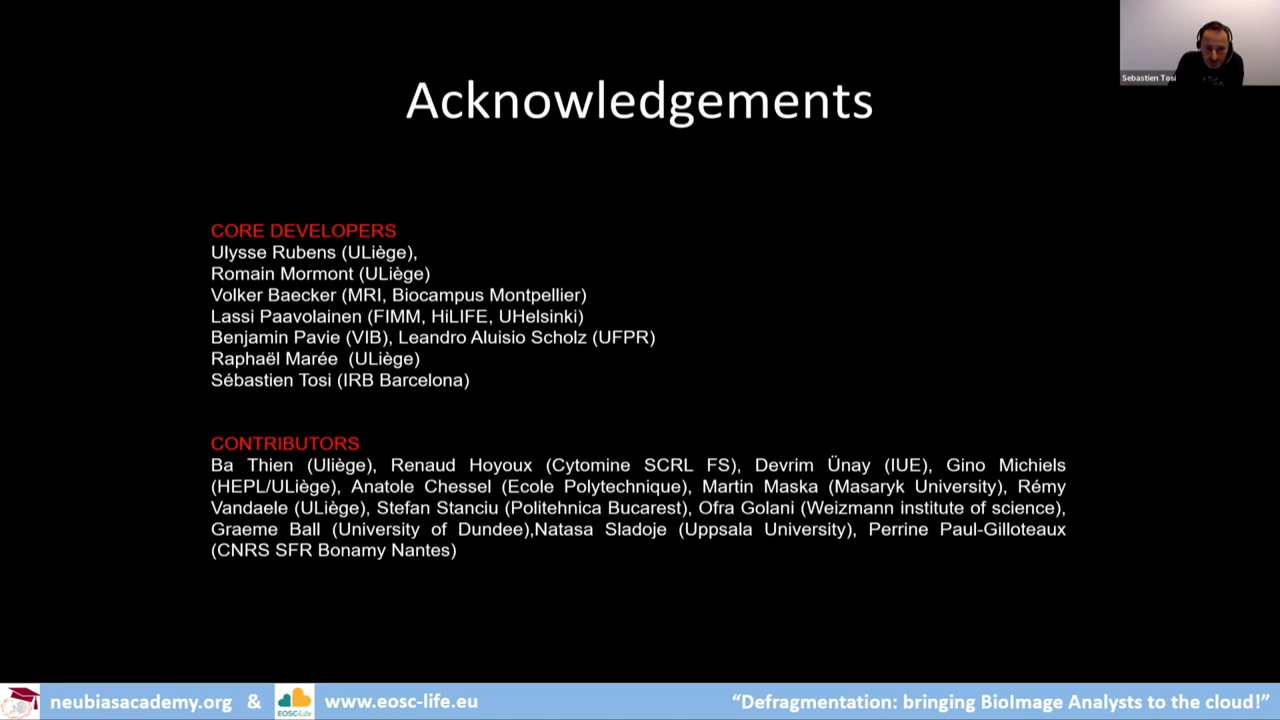 Sebastien Tosi
Acknowledgements
CORE DEVELOPERS
Ulysse Rubens (ULiège),
Romain Mormont (ULiège)
Volker Baecker (MRI, Biocampus Montpellier)
Lassi Paavolainen (FIMM, HiLIFE, UHelsinki)
Benjamin Pavie (VIB), Leandro Aluisio Scholz (UFPR)
Raphaël Marée (ULiège)
Sébastien Tosi (IRB Barcelona)
CONTRIBUTORS
Ba Thien (Uliège), Renaud Hoyoux (Cytomine SCRL FS), Devrim Ünay (IUE), Gino Michiels
(HEPL/ULiège), Anatole Chessel (Ecole Polytechnique), Martin Maska (Masaryk University), Rémy
Vandaele (ULiège), Stefan Stanciu (Politehnica Bucarest), Ofra Golani (Weizmann institute of science),
Graeme Ball (University of Dundee),Natasa Sladoje (Uppsala University), Perrine Paul-Gilloteaux
(CNRS SFR Bonamy Nantes)
neubiasacademy.org & EOSC-Life www.eosc-life.eu “Defragmentation: bringing BioImage Analysts to the cloud!”